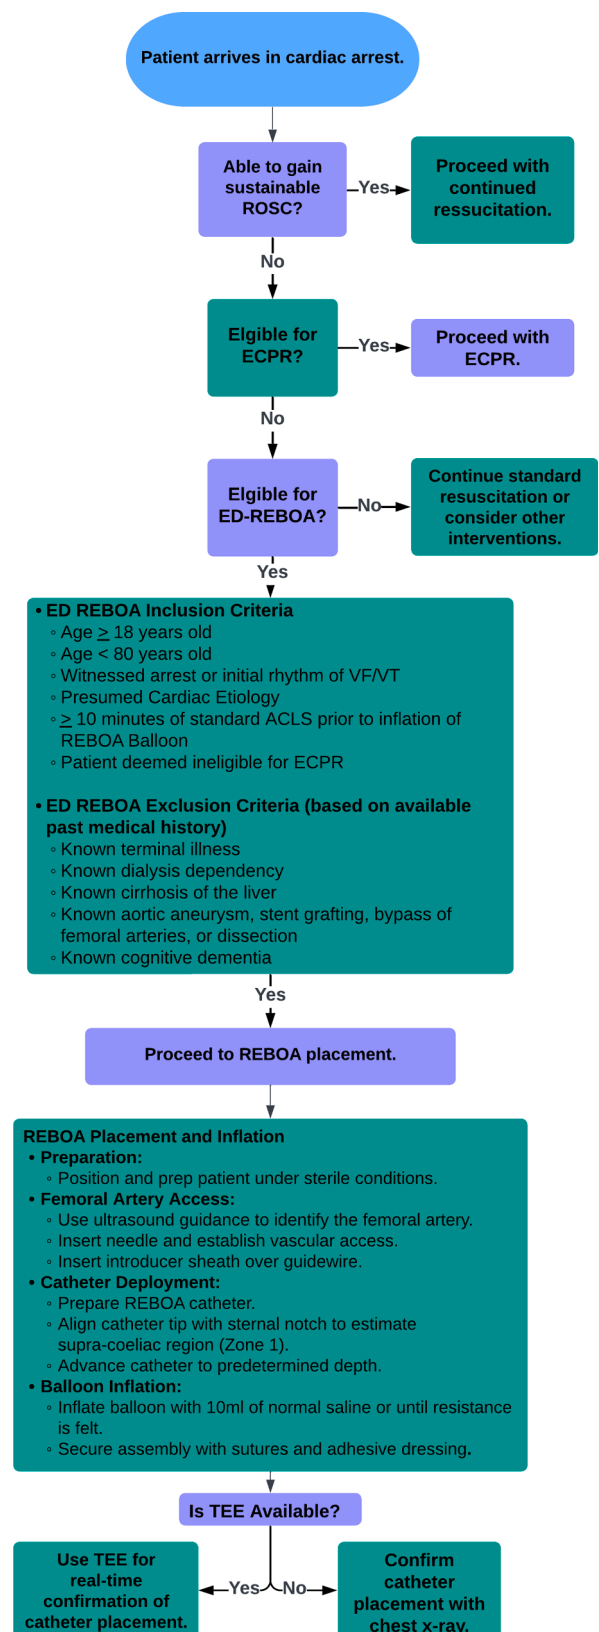 Patient arrives in cardiac arrest.
Able to gain
sustainable
ROSC?
Yes
Proceed with
continued
ressucitation.
No
Elgible for
ECPR?
Yes
Proceed with
ECPR.
No
Elgible for
ED-REBOA?
No
Continue standard
resuscitation or
consider other
interventions.
Yes
• ED REBOA Inclusion Criteria
◦ Age ≥ 18 years old
◦ Age < 80 years old
◦ Witnessed arrest or initial rhythm of VF/VT
◦ Presumed Cardiac Etiology
◦ ≥ 10 minutes of standard ACLS prior to inflation of
REBOA Balloon
◦ Patient deemed ineligible for ECPR
• ED REBOA Exclusion Criteria (based on available
past medical history)
◦ Known terminal illness
◦ Known dialysis dependency
◦ Known cirrhosis of the liver
◦ Known aortic aneurysm, stent grafting, bypass of
femoral arteries, or dissection
◦ Known cognitive dementia
Yes
Proceed to REBOA placement.
REBOA Placement and Inflation
• Preparation:
◦ Position and prep patient under sterile conditions.
• Femoral Artery Access:
◦ Use ultrasound guidance to identify the femoral artery.
◦ Insert needle and establish vascular access.
◦ Insert introducer sheath over guidewire.
• Catheter Deployment:
◦ Prepare REBOA catheter.
◦ Align catheter tip with sternal notch to estimate
supra-coeliac region (Zone 1).
◦ Advance catheter to predetermined depth.
• Balloon Inflation:
◦ Inflate balloon with 10ml of normal saline or until resistance
is felt.
◦ Secure assembly with sutures and adhesive dressing.
Is TEE Available?
Use TEE for
real-time
confirmation of
catheter placement.
Yes
No
Confirm
catheter
placement with
chest x-ray.